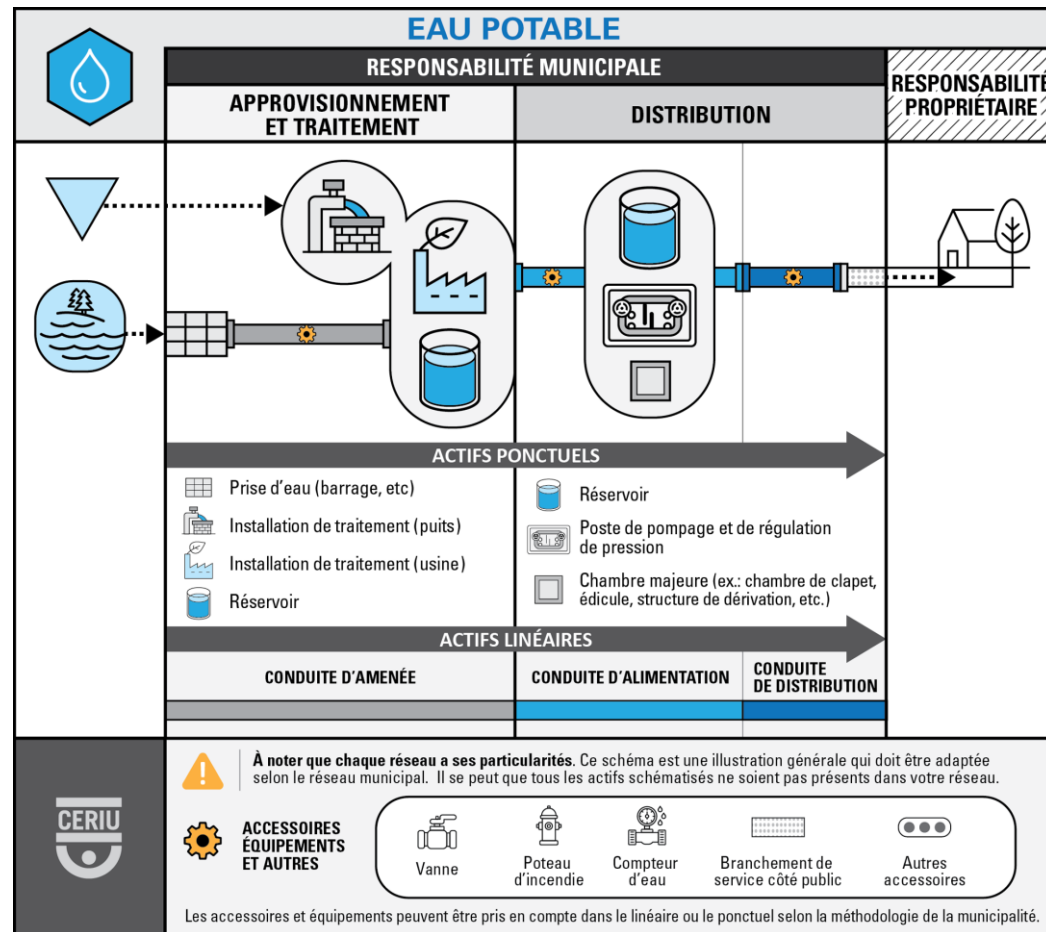 EAU POTABLE
RESPONSABILITÉ MUNICIPALE
RESPONSABILITÉ
PROPRIÉTAIRE
APPROVISIONNEMENT
ET TRAITEMENT
DISTRIBUTION
ACTIFS PONCTUELS
Prise d'eau (barrage, etc)
Installation de traitement (puits)
Installation de traitement (usine)
Réservoir
Réservoir
Poste de pompage et de régulation
de pression
Chambre majeure (ex.: chambre de clapet,
édicule, structure de dérivation, etc.)
ACTIFS LINÉAIRES
CONDUITE D'AMENÉE
CONDUITE D'ALIMENTATION
CONDUITE
DE DISTRIBUTION
À noter que chaque réseau a ses particularités. Ce schéma est une illustration générale qui doit être adaptée
selon le réseau municipal. Il se peut que tous les actifs schématisés ne soient pas présents dans votre réseau.
CERIU
ACCESSOIRES
ÉQUIPEMENTS
ET AUTRES
Vanne
Poteau
d'incendie
Compteur
d'eau
Branchement de
service côté public
Autres
accessoires
Les accessoires et équipements peuvent être pris en compte dans le linéaire ou le ponctuel selon la méthodologie de la municipalité.